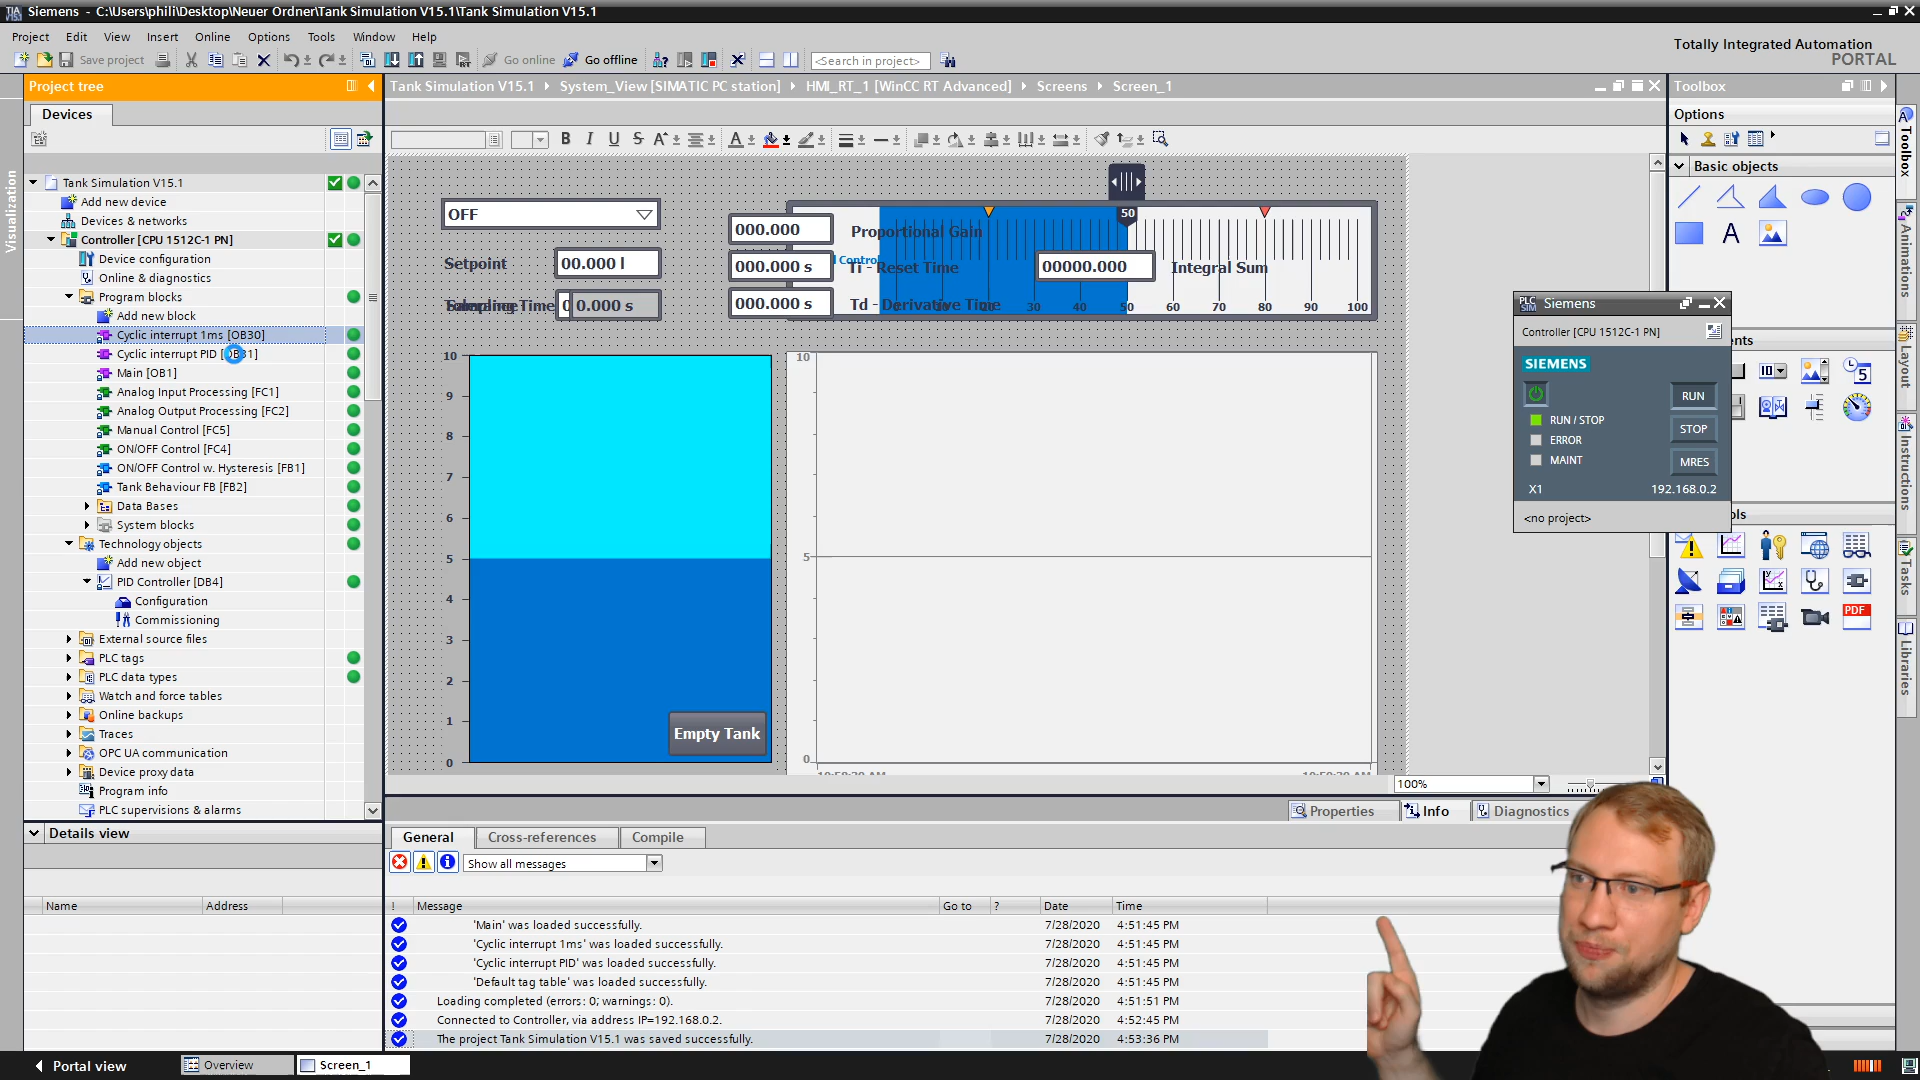 Siemens - C:\Users\phili\Desktop\Neuer Ordner\Tank Simulation V15.1\Tank Simulation V15.1
Project Edit View Insert Online Options Tools Window Help
Totally Integrated Automation
PORTAL
Save project
Go online
Go offline
<Search in project>
Project tree
Tank Simulation V15.1 System_View [SIMATIC PC station] HMI_RT_1 [WinCC RT Advanced] Screens Screen_1
Toolbox
Devices
Options
Visualization
Basic objects
Tank Simulation V15.1
Add new device
Devices & networks
Controller [CPU 1512C-1 PN]
Device configuration
Online & diagnostics
Program blocks
Add new block
Cyclic interrupt 1ms [OB30]
Cyclic interrupt PID [OB31]
Main [OB1]
Analog Input Processing [FC1]
Analog Output Processing [FC2]
Manual Control [FC5]
ON/OFF Control [FC4]
ON/OFF Control w. Hysteresis [FB1]
Tank Behaviour FB [FB2]
Data Bases
System blocks
Technology objects
Add new object
PID Controller [DB4]
Configuration
Commissioning
External source files
PLC tags
PLC data types
Watch and force tables
Online backups
Traces
OPC UA communication
Device proxy data
Program info
PLC supervisions & alarms
OFF
Setpoint
00.000 l
Sampling Time
0.000 s
000.000
Proportional Gain
000.000 s
Ti - Reset Time
00000.000
Integral Sum
000.000 s
Td - Derivative Time
Control
50
20 30 40 50 60 70 80 90 100
10
9
8
7
6
5
4
3
2
1
0
Empty Tank
10
5
0
100%
Siemens
Controller [CPU 1512C-1 PN]
SIEMENS
RUN
RUN / STOP
STOP
ERROR
MAINT
MRES
X1
192.168.0.2
<no project>
PDF
Toolbox
Animations
Layout
Instructions
Tasks
Libraries
Details view
Name
Address
Properties
Info
Diagnostics
General
Cross-references
Compile
Show all messages
! Message Go to ? Date Time
'Main' was loaded successfully. 7/28/2020 4:51:45 PM
'Cyclic interrupt 1ms' was loaded successfully. 7/28/2020 4:51:45 PM
'Cyclic interrupt PID' was loaded successfully. 7/28/2020 4:51:45 PM
'Default tag table' was loaded successfully. 7/28/2020 4:51:45 PM
Loading completed (errors: 0; warnings: 0). 7/28/2020 4:51:51 PM
Connected to Controller, via address IP=192.168.0.2. 7/28/2020 4:52:45 PM
The project Tank Simulation V15.1 was saved successfully. 7/28/2020 4:53:36 PM
Portal view
Overview
Screen_1